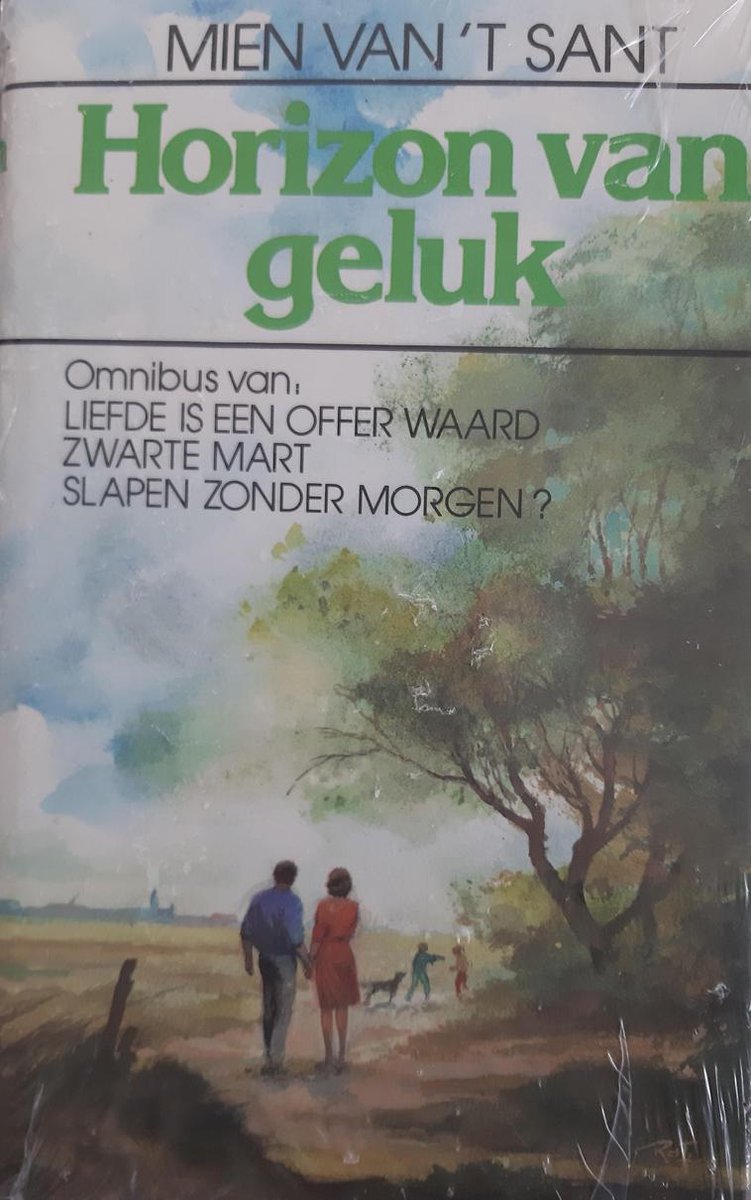 MIEN VAN 'T SANT
Horizon van
geluk
Omnibus van:
LIEFDE IS EEN OFFER WAARD
ZWARTE MART
SLAPEN ZONDER MORGEN?